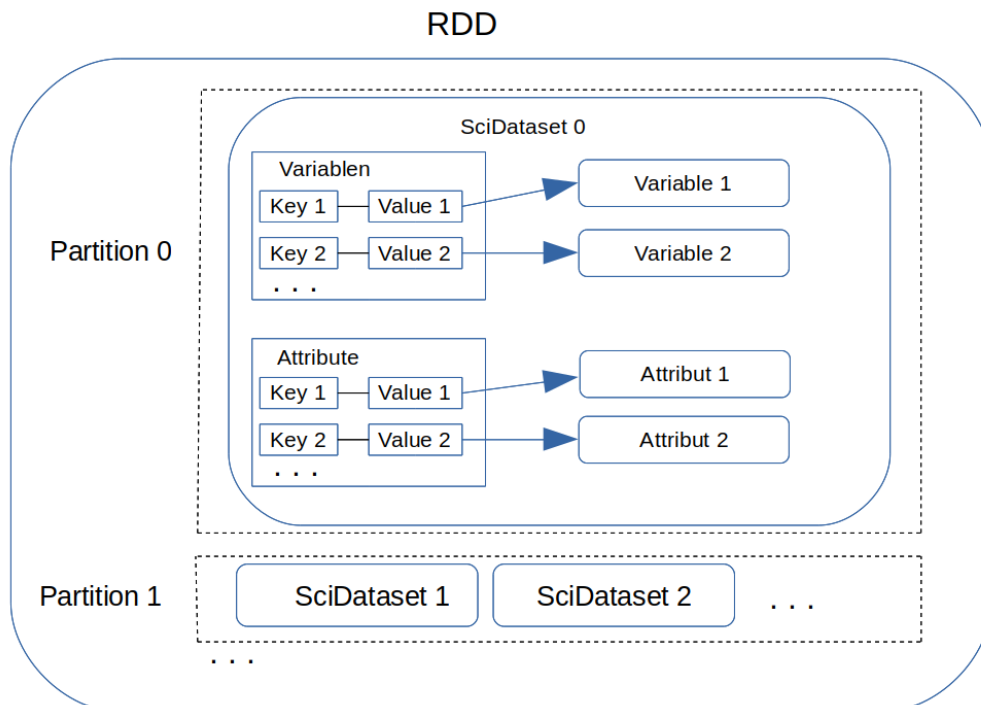 RDD
Partition 0
SciDataset 0
Variablen
Key 1 Value 1 Variable 1
Key 2 Value 2 Variable 2
. . .
Attribute
Key 1 Value 1 Attribut 1
Key 2 Value 2 Attribut 2
. . .
Partition 1 SciDataset 1 SciDataset 2 . . .
. . .